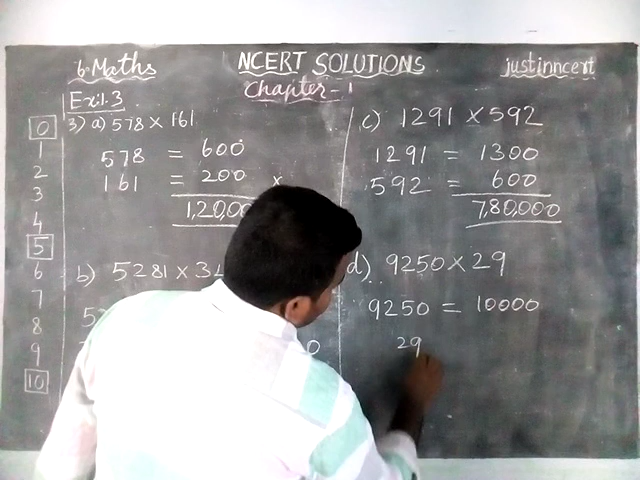 6. Maths
NCERT SOLUTIONS
justinncert
Chapter - 1
Ex:1.3
3) a) 578 × 161
578 = 600
161 = 200 ×
1,20,00
b) 5281 × 3
0
1
2
3
4
5
6
7
8
9
10
c) 1291 × 592
1291 = 1300
592 = 600
7,80,000
d) 9250 × 29
9250 = 10000
29